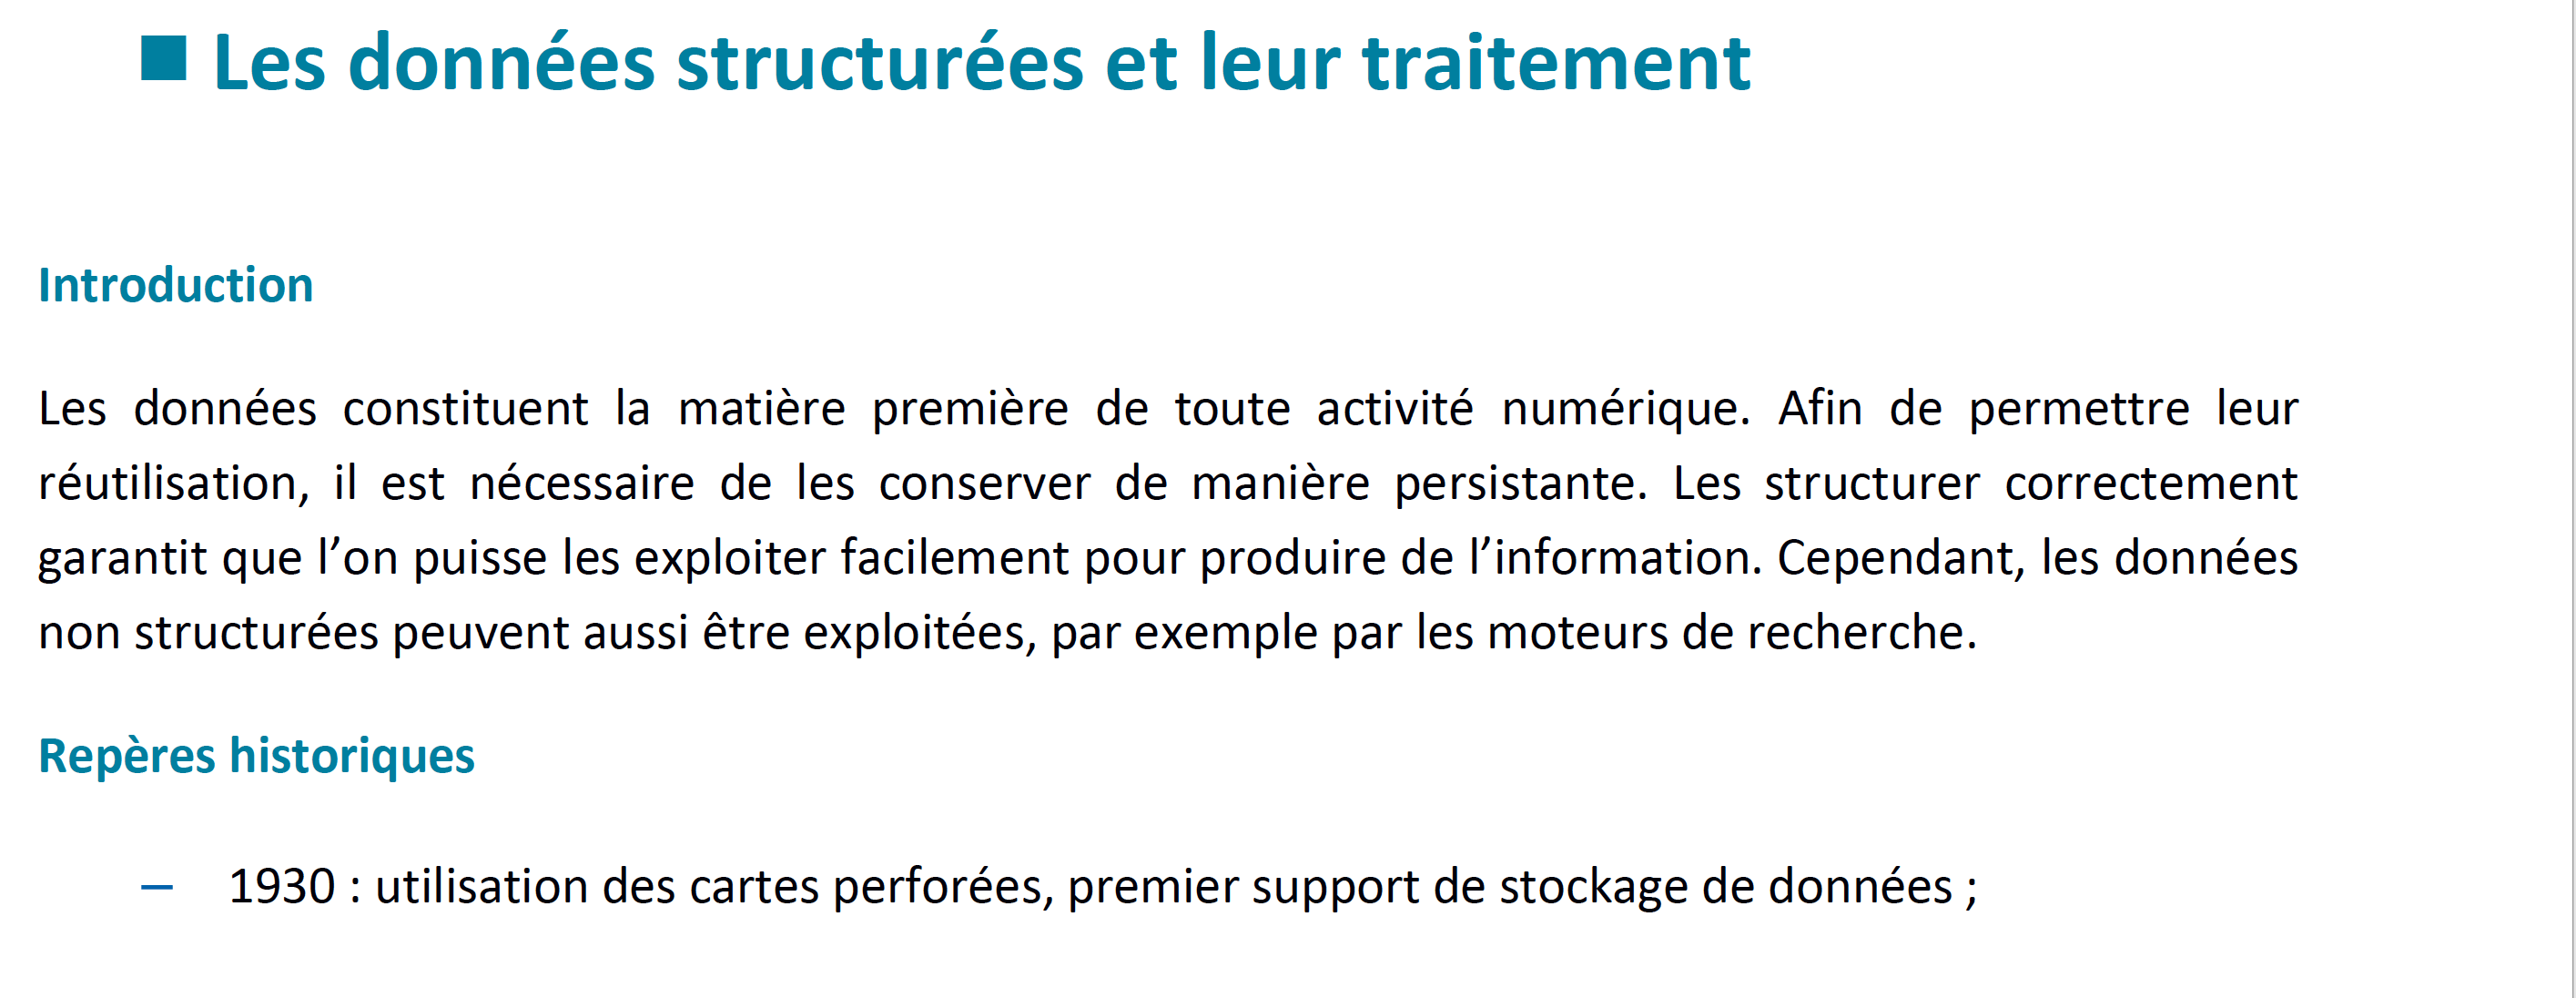 ■ Les données structurées et leur traitement
Introduction
Les données constituent la matière première de toute activité numérique. Afin de permettre leur
réutilisation, il est nécessaire de les conserver de manière persistante. Les structurer correctement
garantit que l’on puisse les exploiter facilement pour produire de l’information. Cependant, les données
non structurées peuvent aussi être exploitées, par exemple par les moteurs de recherche.
Repères historiques
– 1930 : utilisation des cartes perforées, premier support de stockage de données ;